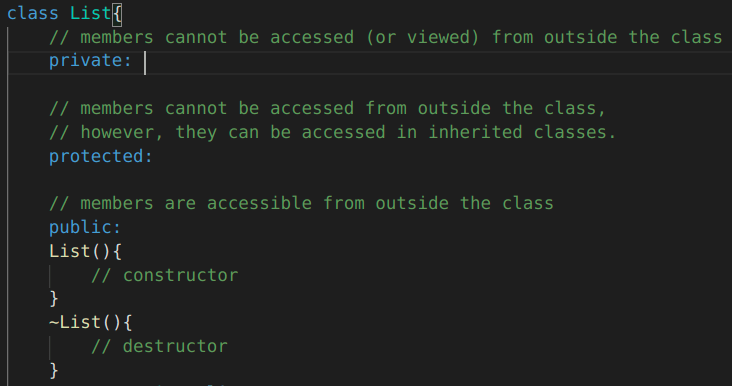 class List{
// members cannot be accessed (or viewed) from outside the class
private:
// members cannot be accessed from outside the class,
// however, they can be accessed in inherited classes.
protected:
// members are accessible from outside the class
public:
List(){
// constructor
}
~List(){
// destructor
}